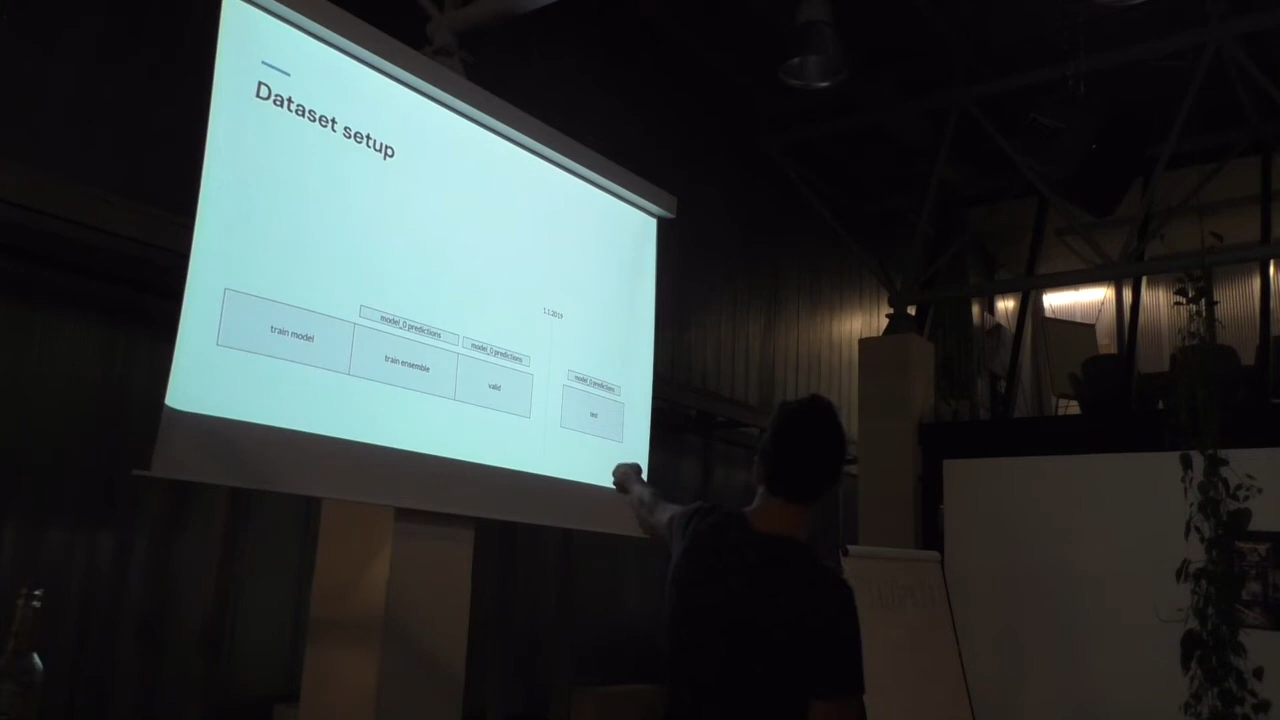 Dataset setup
1.1.2019
model_0 predictions
model_0 predictions
model_0 predictions
train model
train ensemble
valid
test